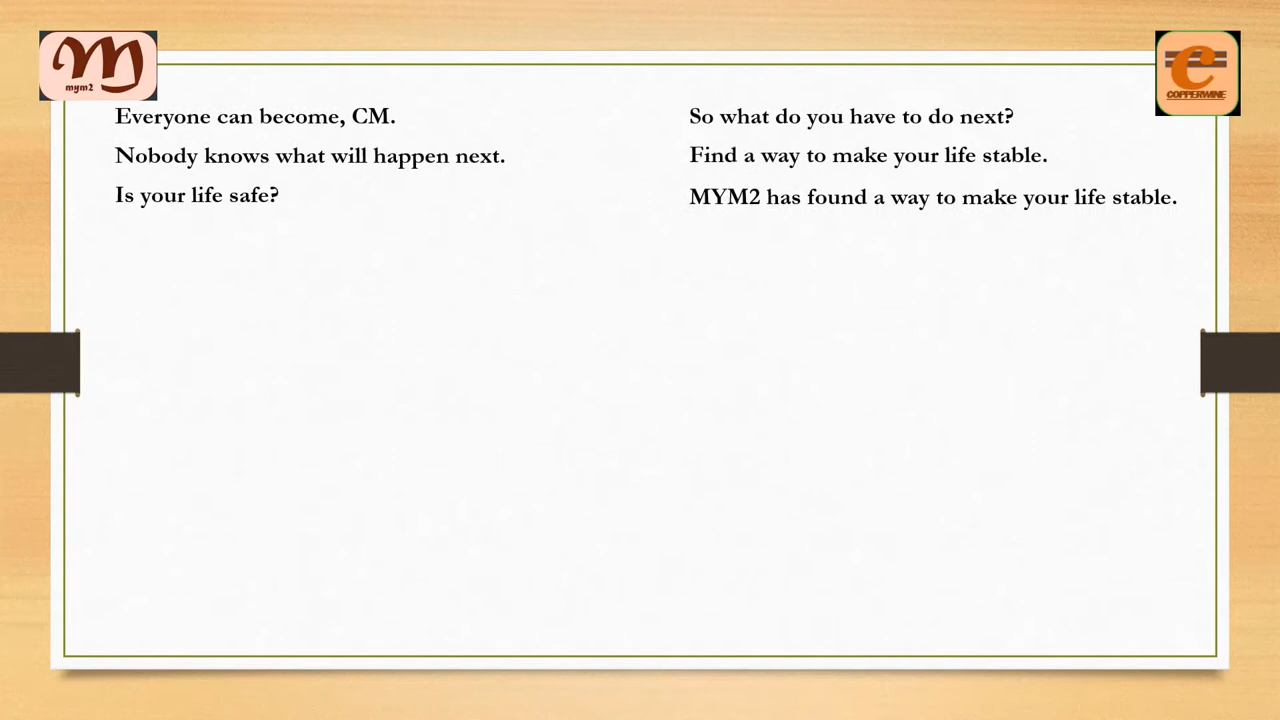 m
mym2
C
COPPERWINE
Everyone can become, CM.
Nobody knows what will happen next.
Is your life safe?
So what do you have to do next?
Find a way to make your life stable.
MYM2 has found a way to make your life stable.